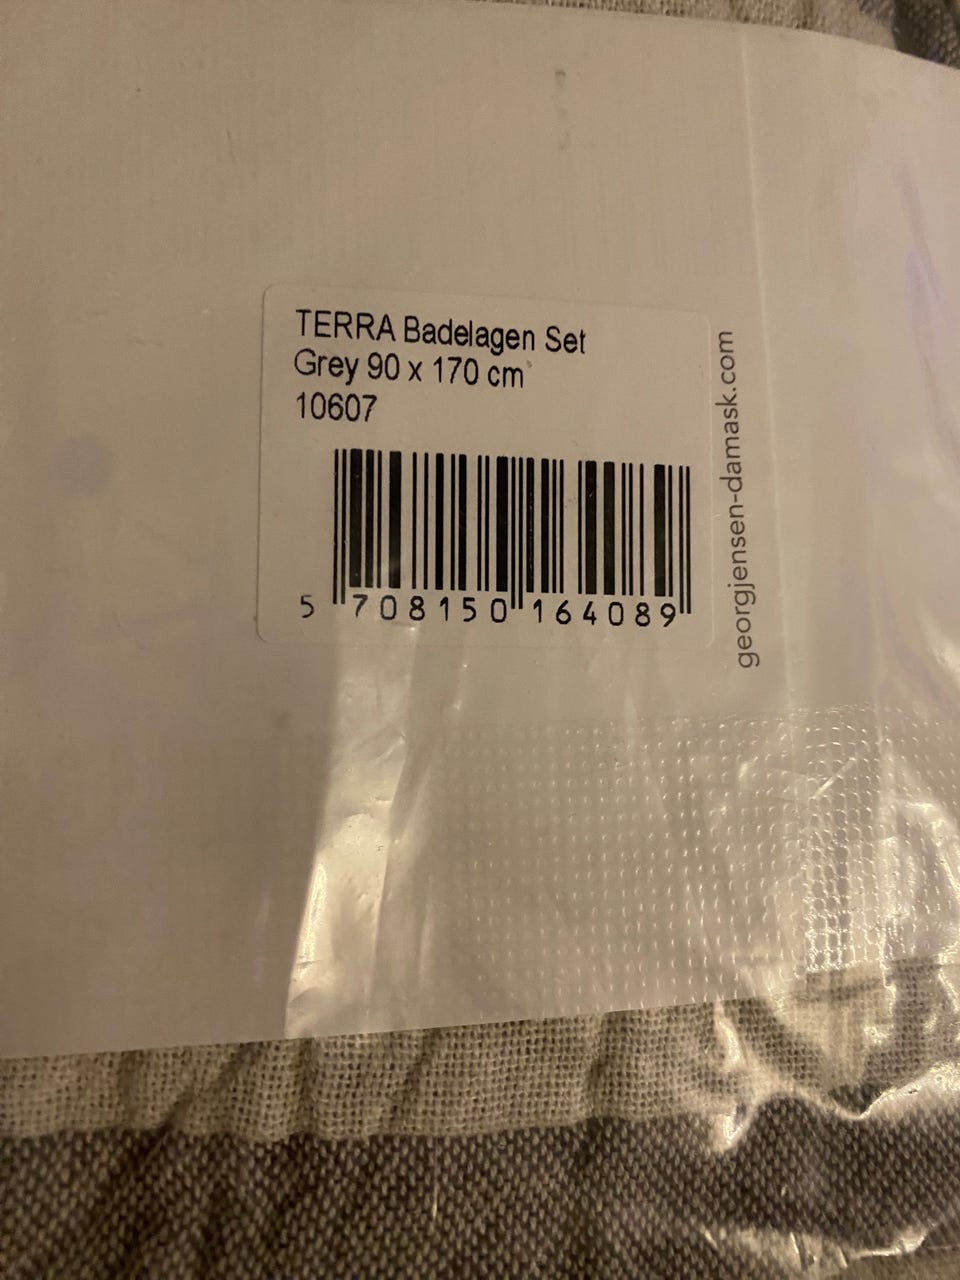 TERRA Badelagen Set
Grey 90 x 170 cm
10607
5 708150 164089
georgjensen-damask.com